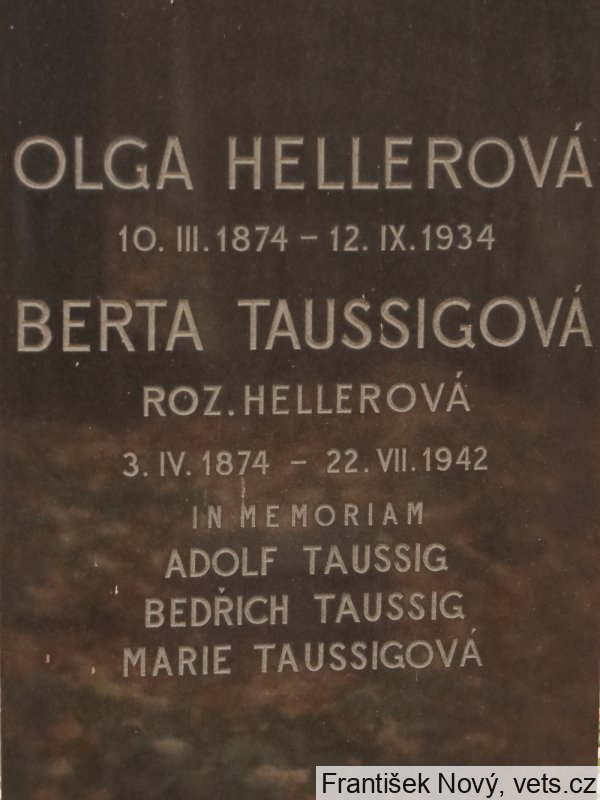 OLGA HELLEROVÁ
10. III. 1874 – 12. IX. 1934
BERTA TAUSSIGOVÁ
ROZ. HELLEROVÁ
3. IV. 1874 – 22. VII. 1942
IN MEMORIAM
ADOLF TAUSSIG
BEDŘICH TAUSSIG
MARIE TAUSSIGOVÁ
František Nový, vets.cz